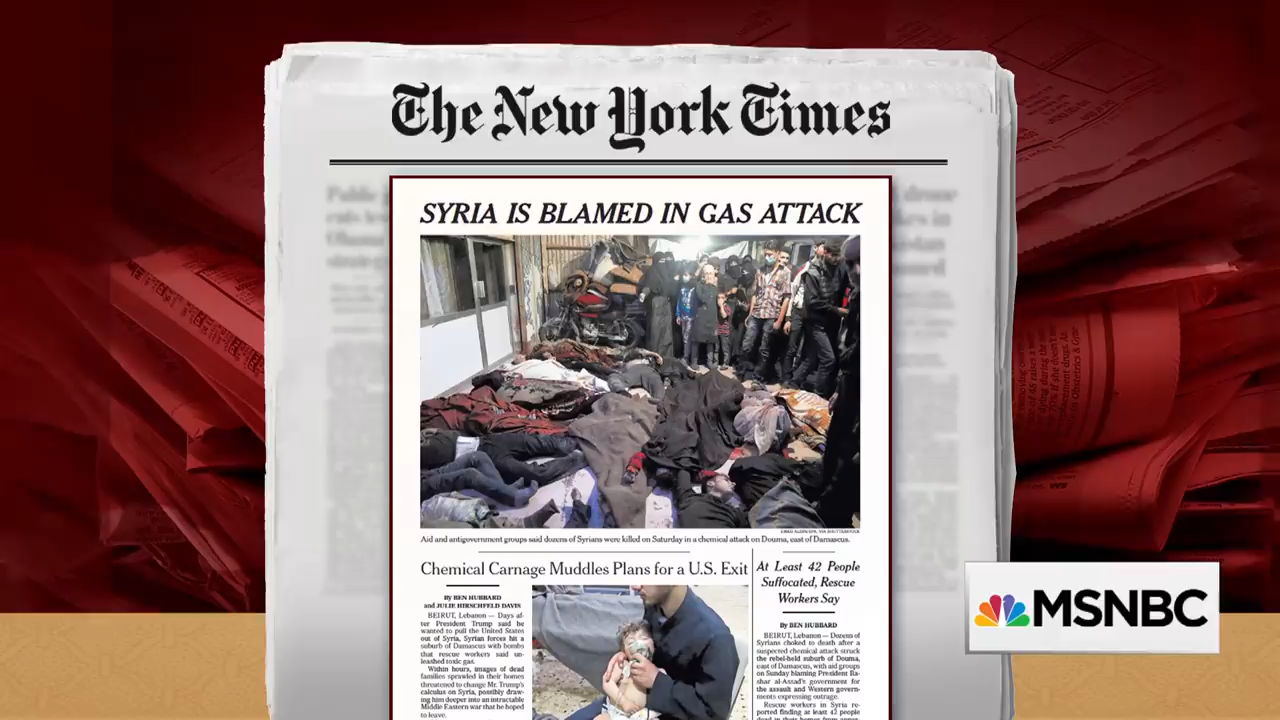 The New York Times
SYRIA IS BLAMED IN GAS ATTACK
Aid and antigovernment groups said dozens of Syrians were killed on Saturday in a chemical attack on Douma, east of Damascus.
Chemical Carnage Muddles Plans for a U.S. Exit
By BEN HUBBARD
and JULIE HIRSCHFELD DAVIS
BEIRUT, Lebanon — Days af-
ter President Trump said he
wanted to pull the United States
out of Syria, Syrian forces hit a
suburb of Damascus with bombs
that rescue workers said un-
leashed toxic gas.
Within hours, images of dead
families sprawled in their homes
threatened to change Mr. Trump's
calculus on Syria, possibly draw-
ing him deeper into an intractable
Middle Eastern war that he hoped
to leave.
At Least 42 People
Suffocated, Rescue
Workers Say
By BEN HUBBARD
BEIRUT, Lebanon — Dozens of
Syrians choked to death after a
suspected chemical attack struck
the rebel-held suburb of Douma,
east of Damascus, with aid groups
on Sunday blaming President Ba-
shar al-Assad's government for
the assault and Western govern-
ments expressing outrage.
Rescue workers in Syria re-
ported finding at least 42 people
dead in their homes from
MSNBC